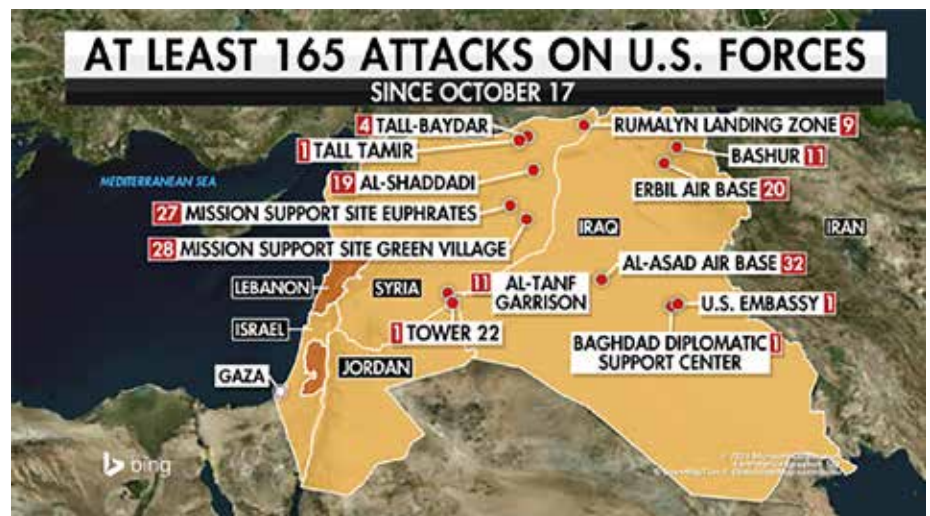 AT LEAST 165 ATTACKS ON U.S. FORCES
SINCE OCTOBER 17
4 TALL-BAYDAR
RUMALYN LANDING ZONE 9
1 TALL TAMIR
BASHUR 11
MEDITERRANEAN SEA
19 AL-SHADDADI
ERBIL AIR BASE 20
27 MISSION SUPPORT SITE EUPHRATES
IRAQ
IRAN
28 MISSION SUPPORT SITE GREEN VILLAGE
AL-ASAD AIR BASE 32
LEBANON
SYRIA
11 AL-TANF
GARRISON
U.S. EMBASSY 1
ISRAEL
1 TOWER 22
BAGHDAD DIPLOMATIC 1
SUPPORT CENTER
GAZA
JORDAN
bing